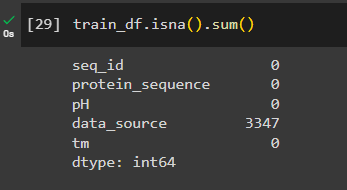 [29] train_df.isna().sum()
0s
seq_id 0
protein_sequence 0
pH 0
data_source 3347
tm 0
dtype: int64